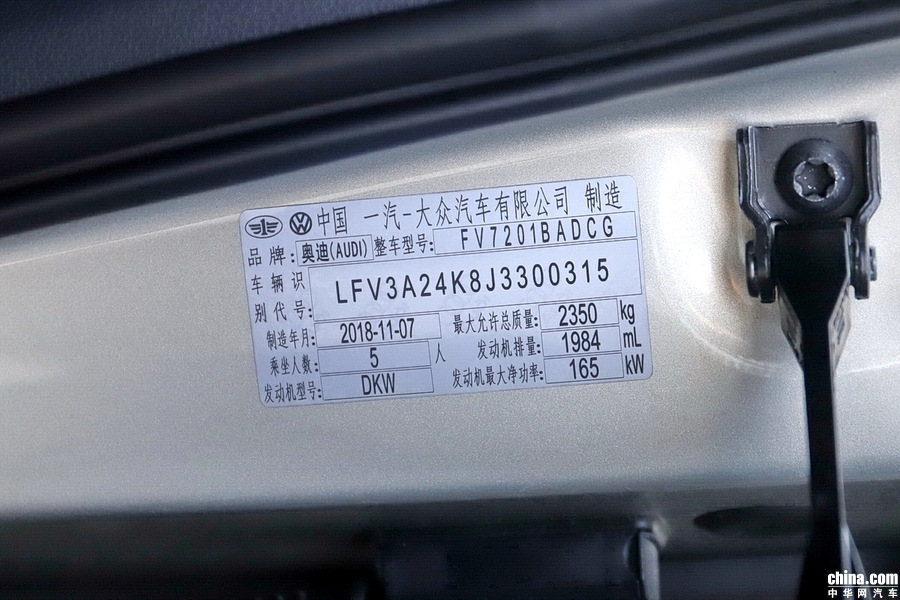 中国 一汽-大众汽车有限公司 制造
品牌: 奥迪(AUDI) 整车型号: FV7201BADCG
车辆识别代号: LFV3A24K8J3300315
制造年月: 2018-11-07 最大允许总质量: 2350 kg
乘坐人数: 5 人 发动机排量: 1984 mL
发动机型号: DKW 发动机最大净功率: 165 kW
china.com
中华网汽车